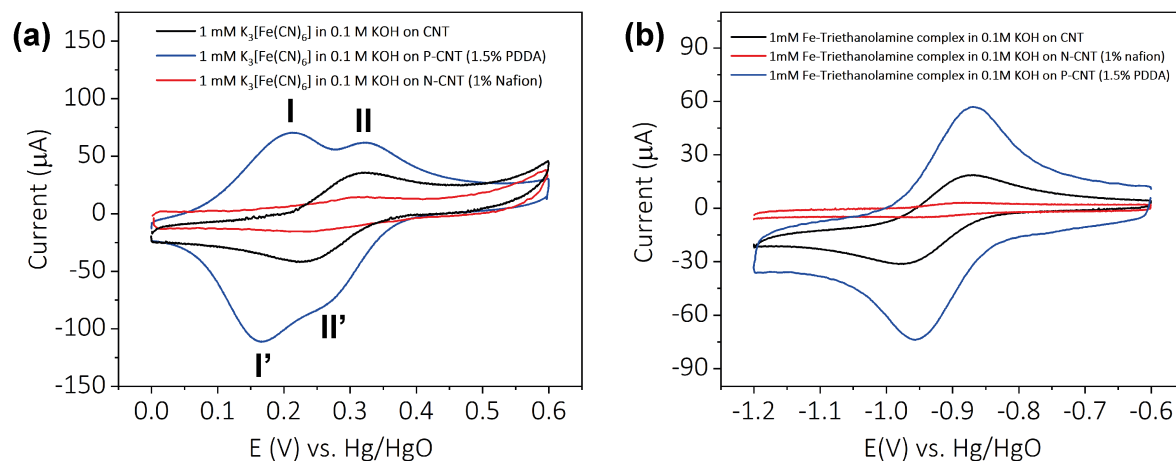 (a)
1 mM K₃[Fe(CN)₆] in 0.1 M KOH on CNT
1 mM K₃[Fe(CN)₆] in 0.1 M KOH on P-CNT (1.5% PDDA)
1 mM K₃[Fe(CN)₆] in 0.1 M KOH on N-CNT (1% Nafion)
I
II
I'
II'
150
100
50
0
-50
-100
-150
Current (μA)
0.0 0.1 0.2 0.3 0.4 0.5 0.6
E (V) vs. Hg/HgO
(b)
1mM Fe-Triethanolamine complex in 0.1M KOH on CNT
1mM Fe-Triethanolamine complex in 0.1M KOH on N-CNT (1% nafion)
1mM Fe-Triethanolamine complex in 0.1M KOH on P-CNT (1.5% PDDA)
90
60
30
0
-30
-60
-90
Current (μA)
-1.2 -1.1 -1.0 -0.9 -0.8 -0.7 -0.6
E(V) vs. Hg/HgO